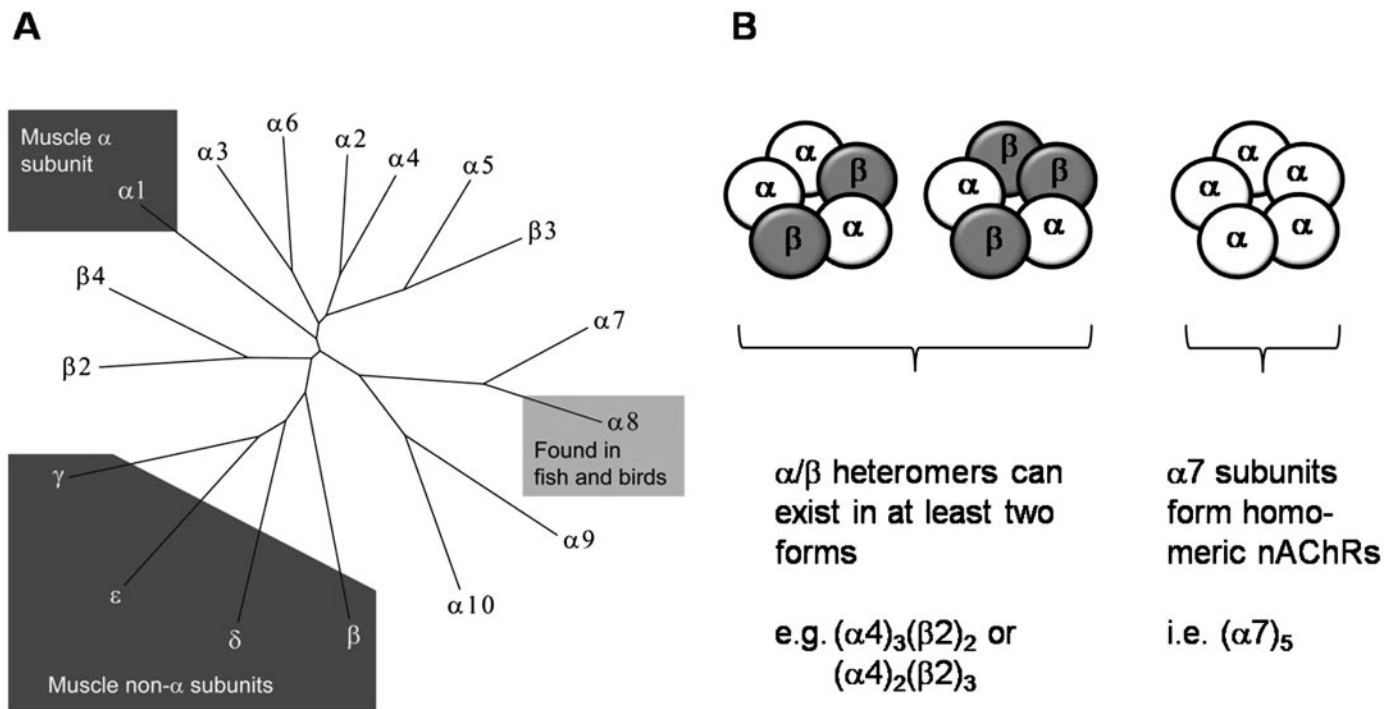 A
Muscle α
subunit
α1
α3
α6
α2
α4
α5
β3
β4
β2
α7
α8
Found in
fish and birds
α9
α10
γ
ε
δ
β
Muscle non-α subunits
B
α
α
β
β
α
β
α
β
β
α
α
α
α
α
α
α/β heteromers can
exist in at least two
forms
e.g. (α4)₃(β2)₂ or
(α4)₂(β2)₃
α7 subunits
form homo-
meric nAChRs
i.e. (α7)₅